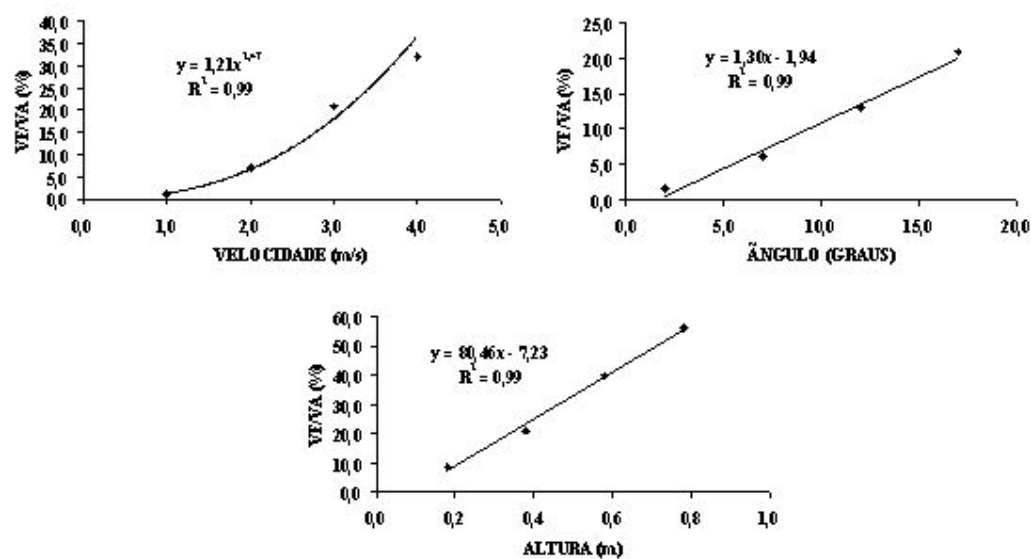 VF/VA (%)
40,0
35,0
30,0
25,0
20,0
15,0
10,0
5,0
0,0
y = 1,21x
R² = 0,99
0,0 1,0 2,0 3,0 4,0 5,0
VELOCIDADE (m/s)
VF/VA (%)
25,0
20,0
15,0
10,0
5,0
0,0
y = 1,30x - 1,94
R² = 0,99
0,0 5,0 10,0 15,0 20,0
ÂNGULO (GRAUS)
VF/VA (%)
60,0
50,0
40,0
30,0
20,0
10,0
0,0
y = 80,46x - 7,23
R² = 0,99
0,0 0,2 0,4 0,6 0,8 1,0
ALTURA (m)